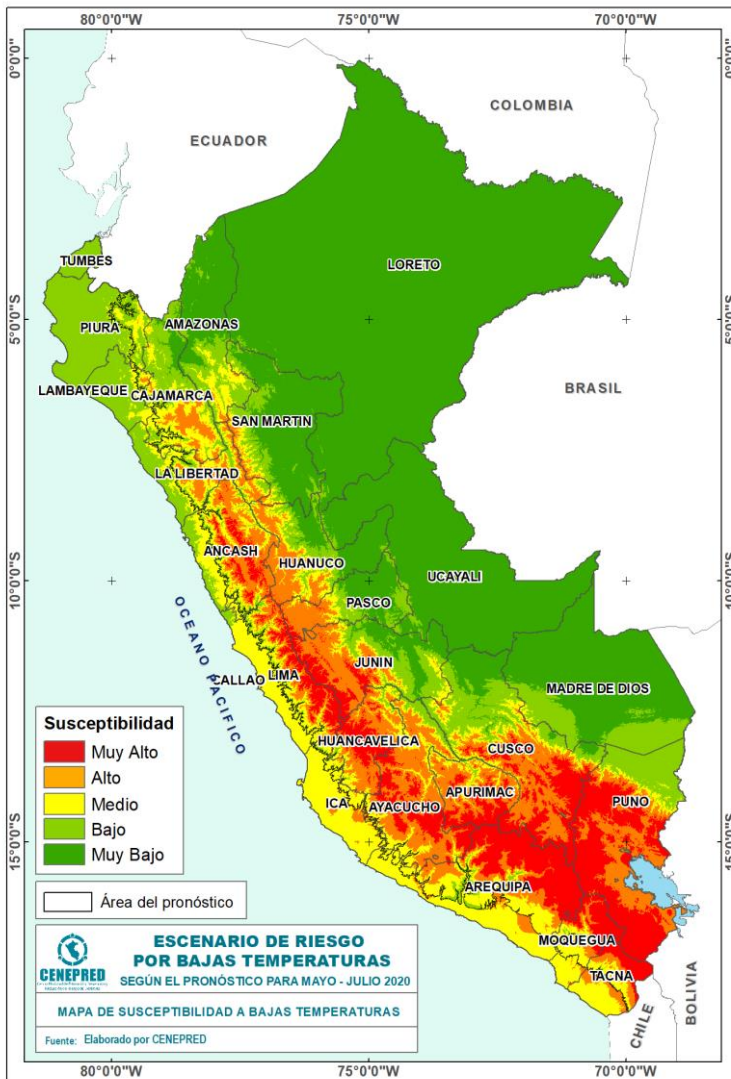 80°0'0"W 75°0'0"W 70°0'0"W
0°0'0"
5°0'0"S
10°0'0"S
15°0'0"S
0°0'0"
5°0'0"S
10°0'0"S
15°0'0"S
COLOMBIA
ECUADOR
LORETO
TUMBES
PIURA
AMAZONAS
BRASIL
LAMBAYEQUE
CAJAMARCA
SAN MARTIN
LA LIBERTAD
ANCASH
HUANUCO
UCAYALI
PASCO
OCEANO PACIFICO
JUNIN
CALLAO
LIMA
MADRE DE DIOS
HUANCAVELICA
CUSCO
ICA
AYACUCHO
APURIMAC
PUNO
AREQUIPA
MOQUEGUA
TACNA
CHILE
BOLIVIA
Susceptibilidad
Muy Alto
Alto
Medio
Bajo
Muy Bajo
Área del pronóstico
CENEPRED
ESCENARIO DE RIESGO
POR BAJAS TEMPERATURAS
SEGÚN EL PRONÓSTICO PARA MAYO - JULIO 2020
MAPA DE SUSCEPTIBILIDAD A BAJAS TEMPERATURAS
Fuente: Elaborado por CENEPRED
80°0'0"W 75°0'0"W 70°0'0"W